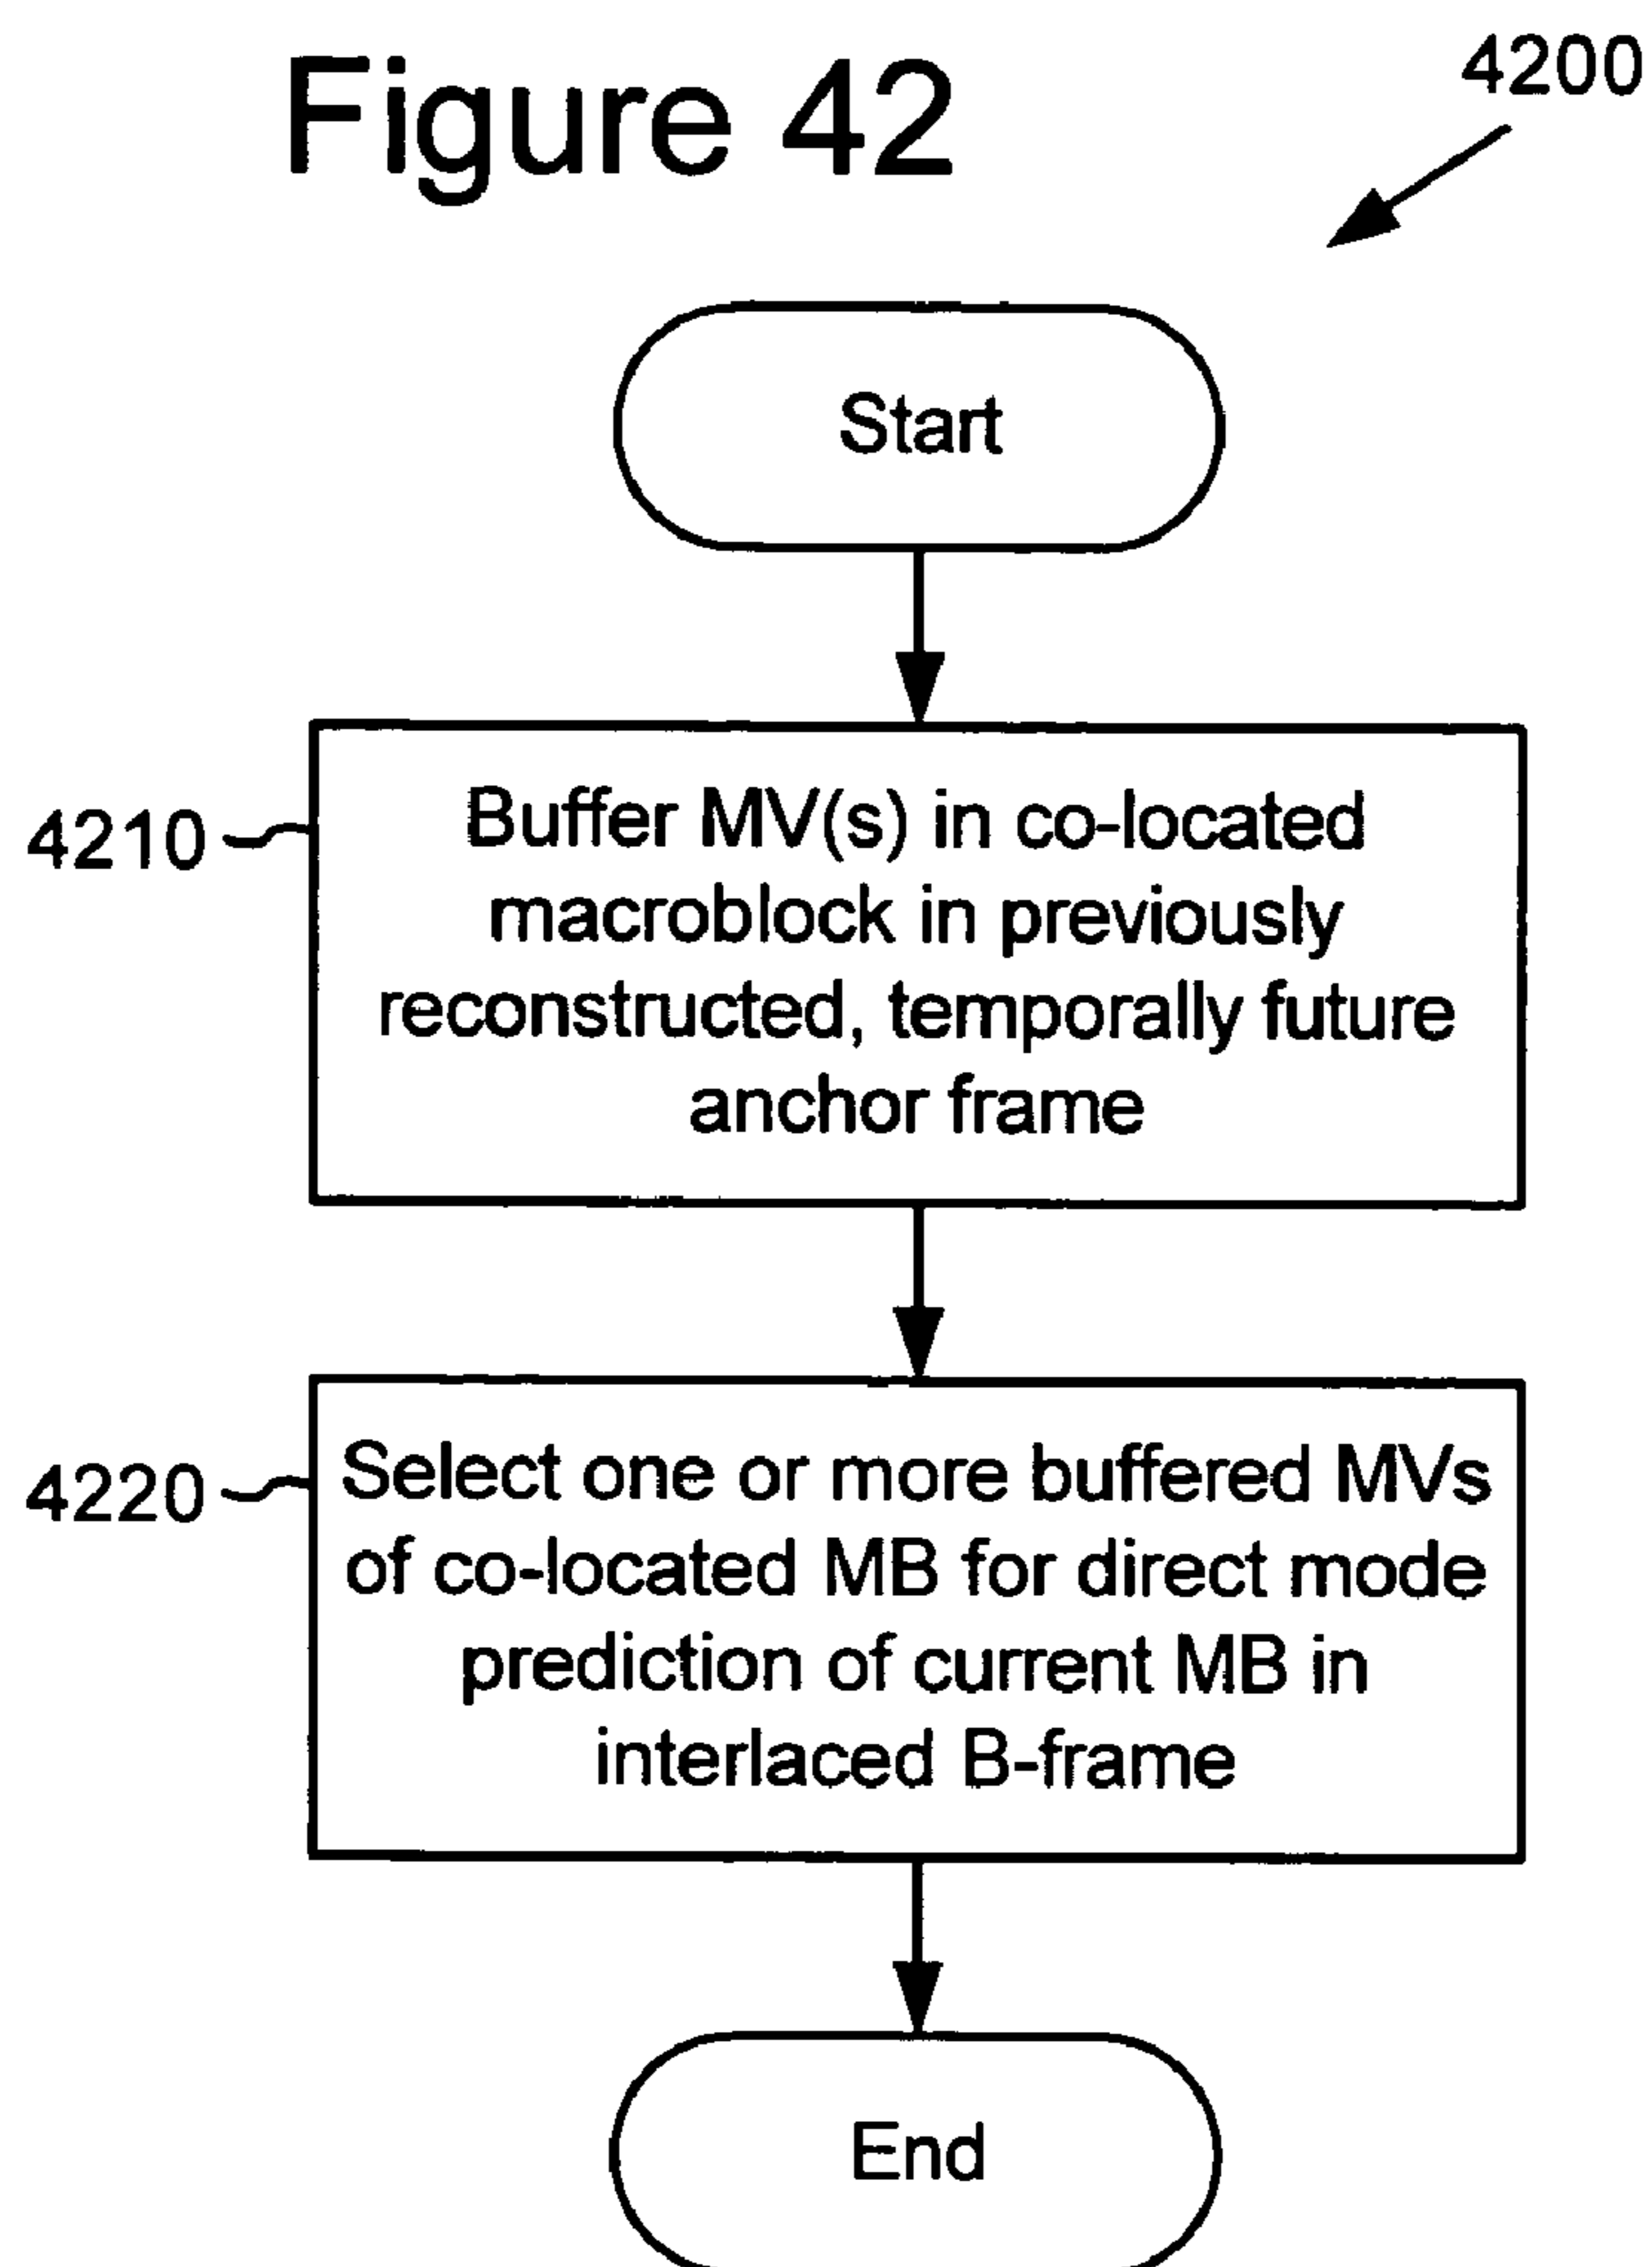 Figure 42
4200
Start
4210
Buffer MV(s) in co-located
macroblock in previously
reconstructed, temporally future
anchor frame
4220
Select one or more buffered MVs
of co-located MB for direct mode
prediction of current MB in
interlaced B-frame
End